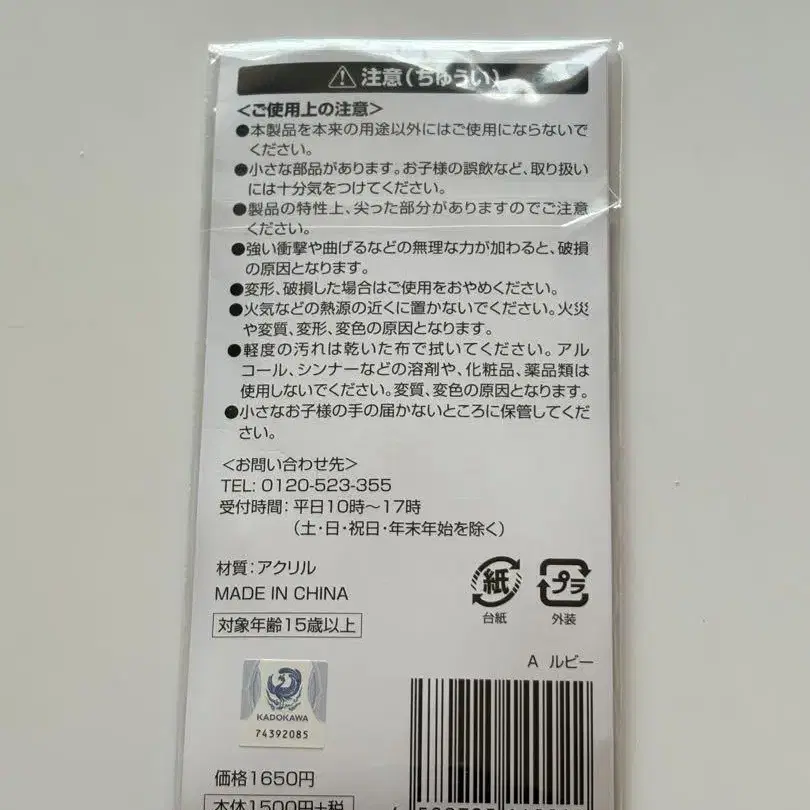 注意(ちゅうい)
<ご使用上の注意>
●本製品を本来の用途以外にはご使用にならないで
ください。
●小さな部品があります。お子様の誤飲など、取り扱い
には十分気をつけてください。
●製品の特性上、尖った部分がありますのでご注意
ください。
●強い衝撃や曲げるなどの無理な力が加わると、破損
の原因となります。
●変形、破損した場合はご使用をおやめください。
●火気などの熱源の近くに置かないでください。火災
や変質、変形、変色の原因となります。
●軽度の汚れは乾いた布で拭いてください。アル
コール、シンナーなどの溶剤や、化粧品、薬品類は
使用しないでください。変質、変色の原因となります。
●小さなお子様の手の届かないところに保管してくだ
さい。
<お問い合わせ先>
TEL: 0120-523-355
受付時間:平日10時~17時
(土・日・祝日・年末年始を除く)
材質:アクリル
MADE IN CHINA
対象年齢15歳以上
紙
台紙
プラ
外装
A ルビー
KADOKAWA
74392085
価格1650円
本体1500円+税